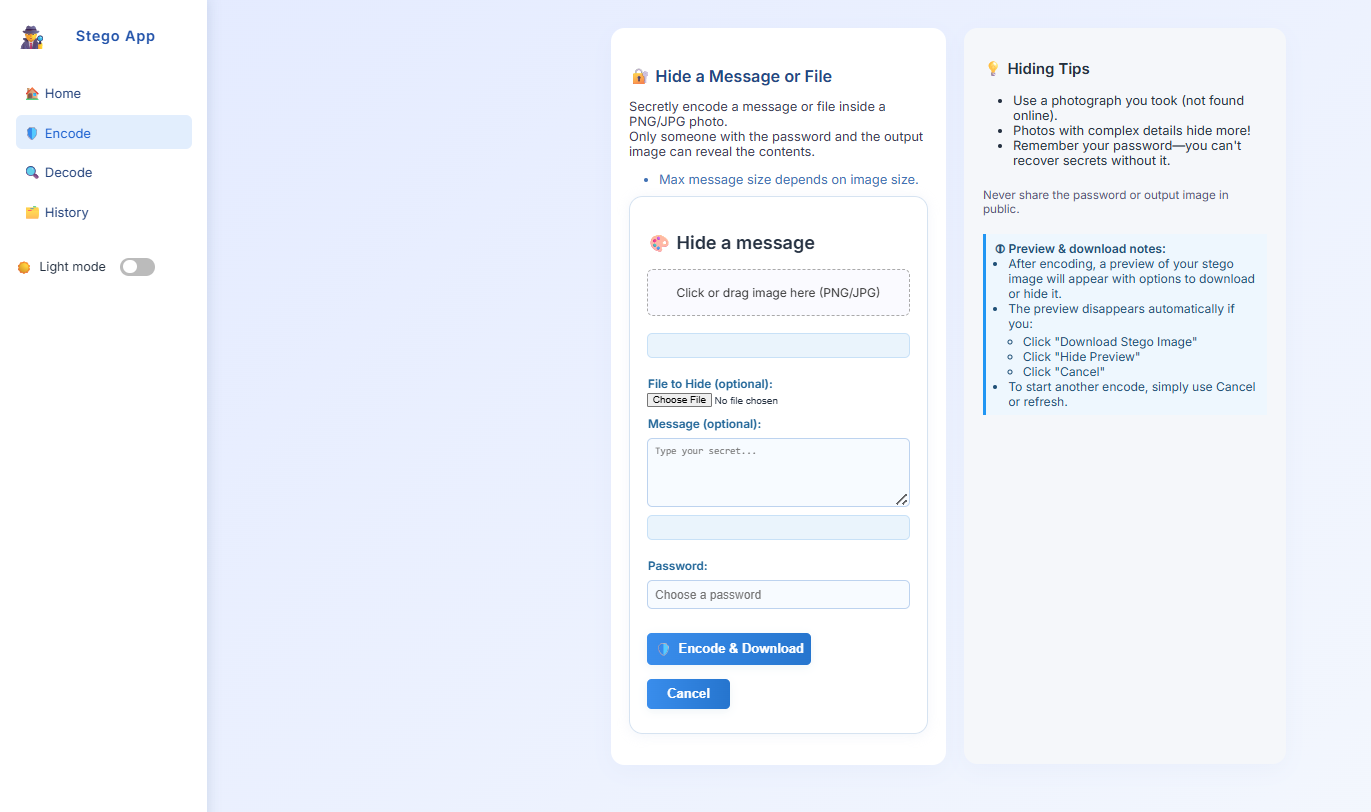 Stego App
Home
Encode
Decode
History
Light mode
Hide a Message or File
Secretly encode a message or file inside a
PNG/JPG photo.
Only someone with the password and the output
image can reveal the contents.
Max message size depends on image size.
Hide a message
Click or drag image here (PNG/JPG)
File to Hide (optional):
Choose File No file chosen
Message (optional):
Type your secret...
Password:
Choose a password
Encode & Download
Cancel
Hiding Tips
Use a photograph you took (not found
online).
Photos with complex details hide more!
Remember your password—you can't
recover secrets without it.
Never share the password or output image in
public.
Preview & download notes:
After encoding, a preview of your stego
image will appear with options to download
or hide it.
The preview disappears automatically if
you:
Click "Download Stego Image"
Click "Hide Preview"
Click "Cancel"
To start another encode, simply use Cancel
or refresh.